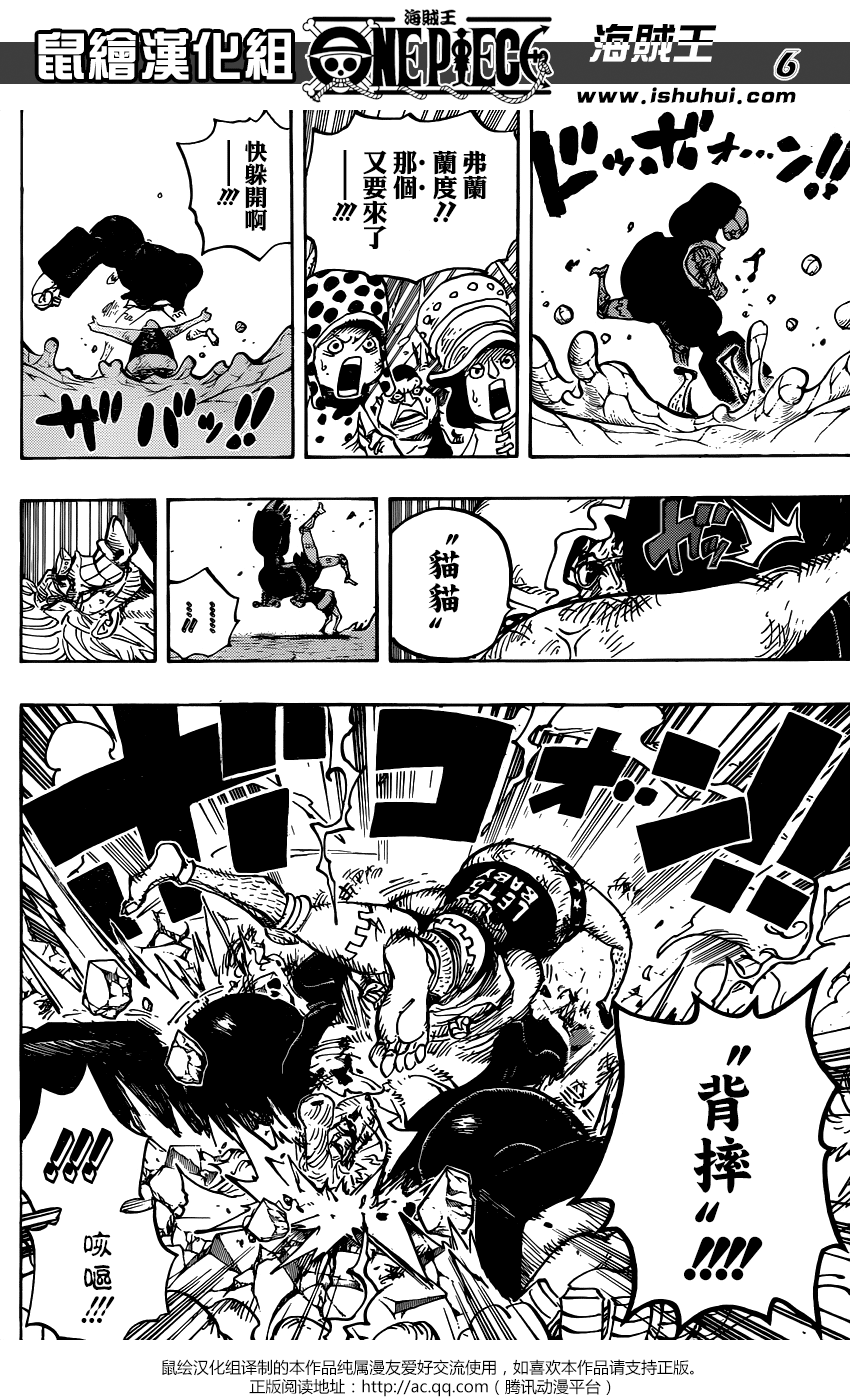 鼠繪漢化組
海賊王
ONE PIECE
海賊王
6
www.ishuhui.com
ドッボォ…ン!!
弗蘭
蘭度!!
那個
又要來了
——!!!
快躲開啊
——!!!
ザバッ!!
ガッ
“貓貓”
“背摔”!!!!
ズゴォン!!
LET'S
BABY
!!!!
咳嘔!!!
鼠绘汉化组译制的本作品纯属漫友爱好交流使用，如喜欢本作品请支持正版。
正版阅读地址：http://ac.qq.com（腾讯动漫平台）